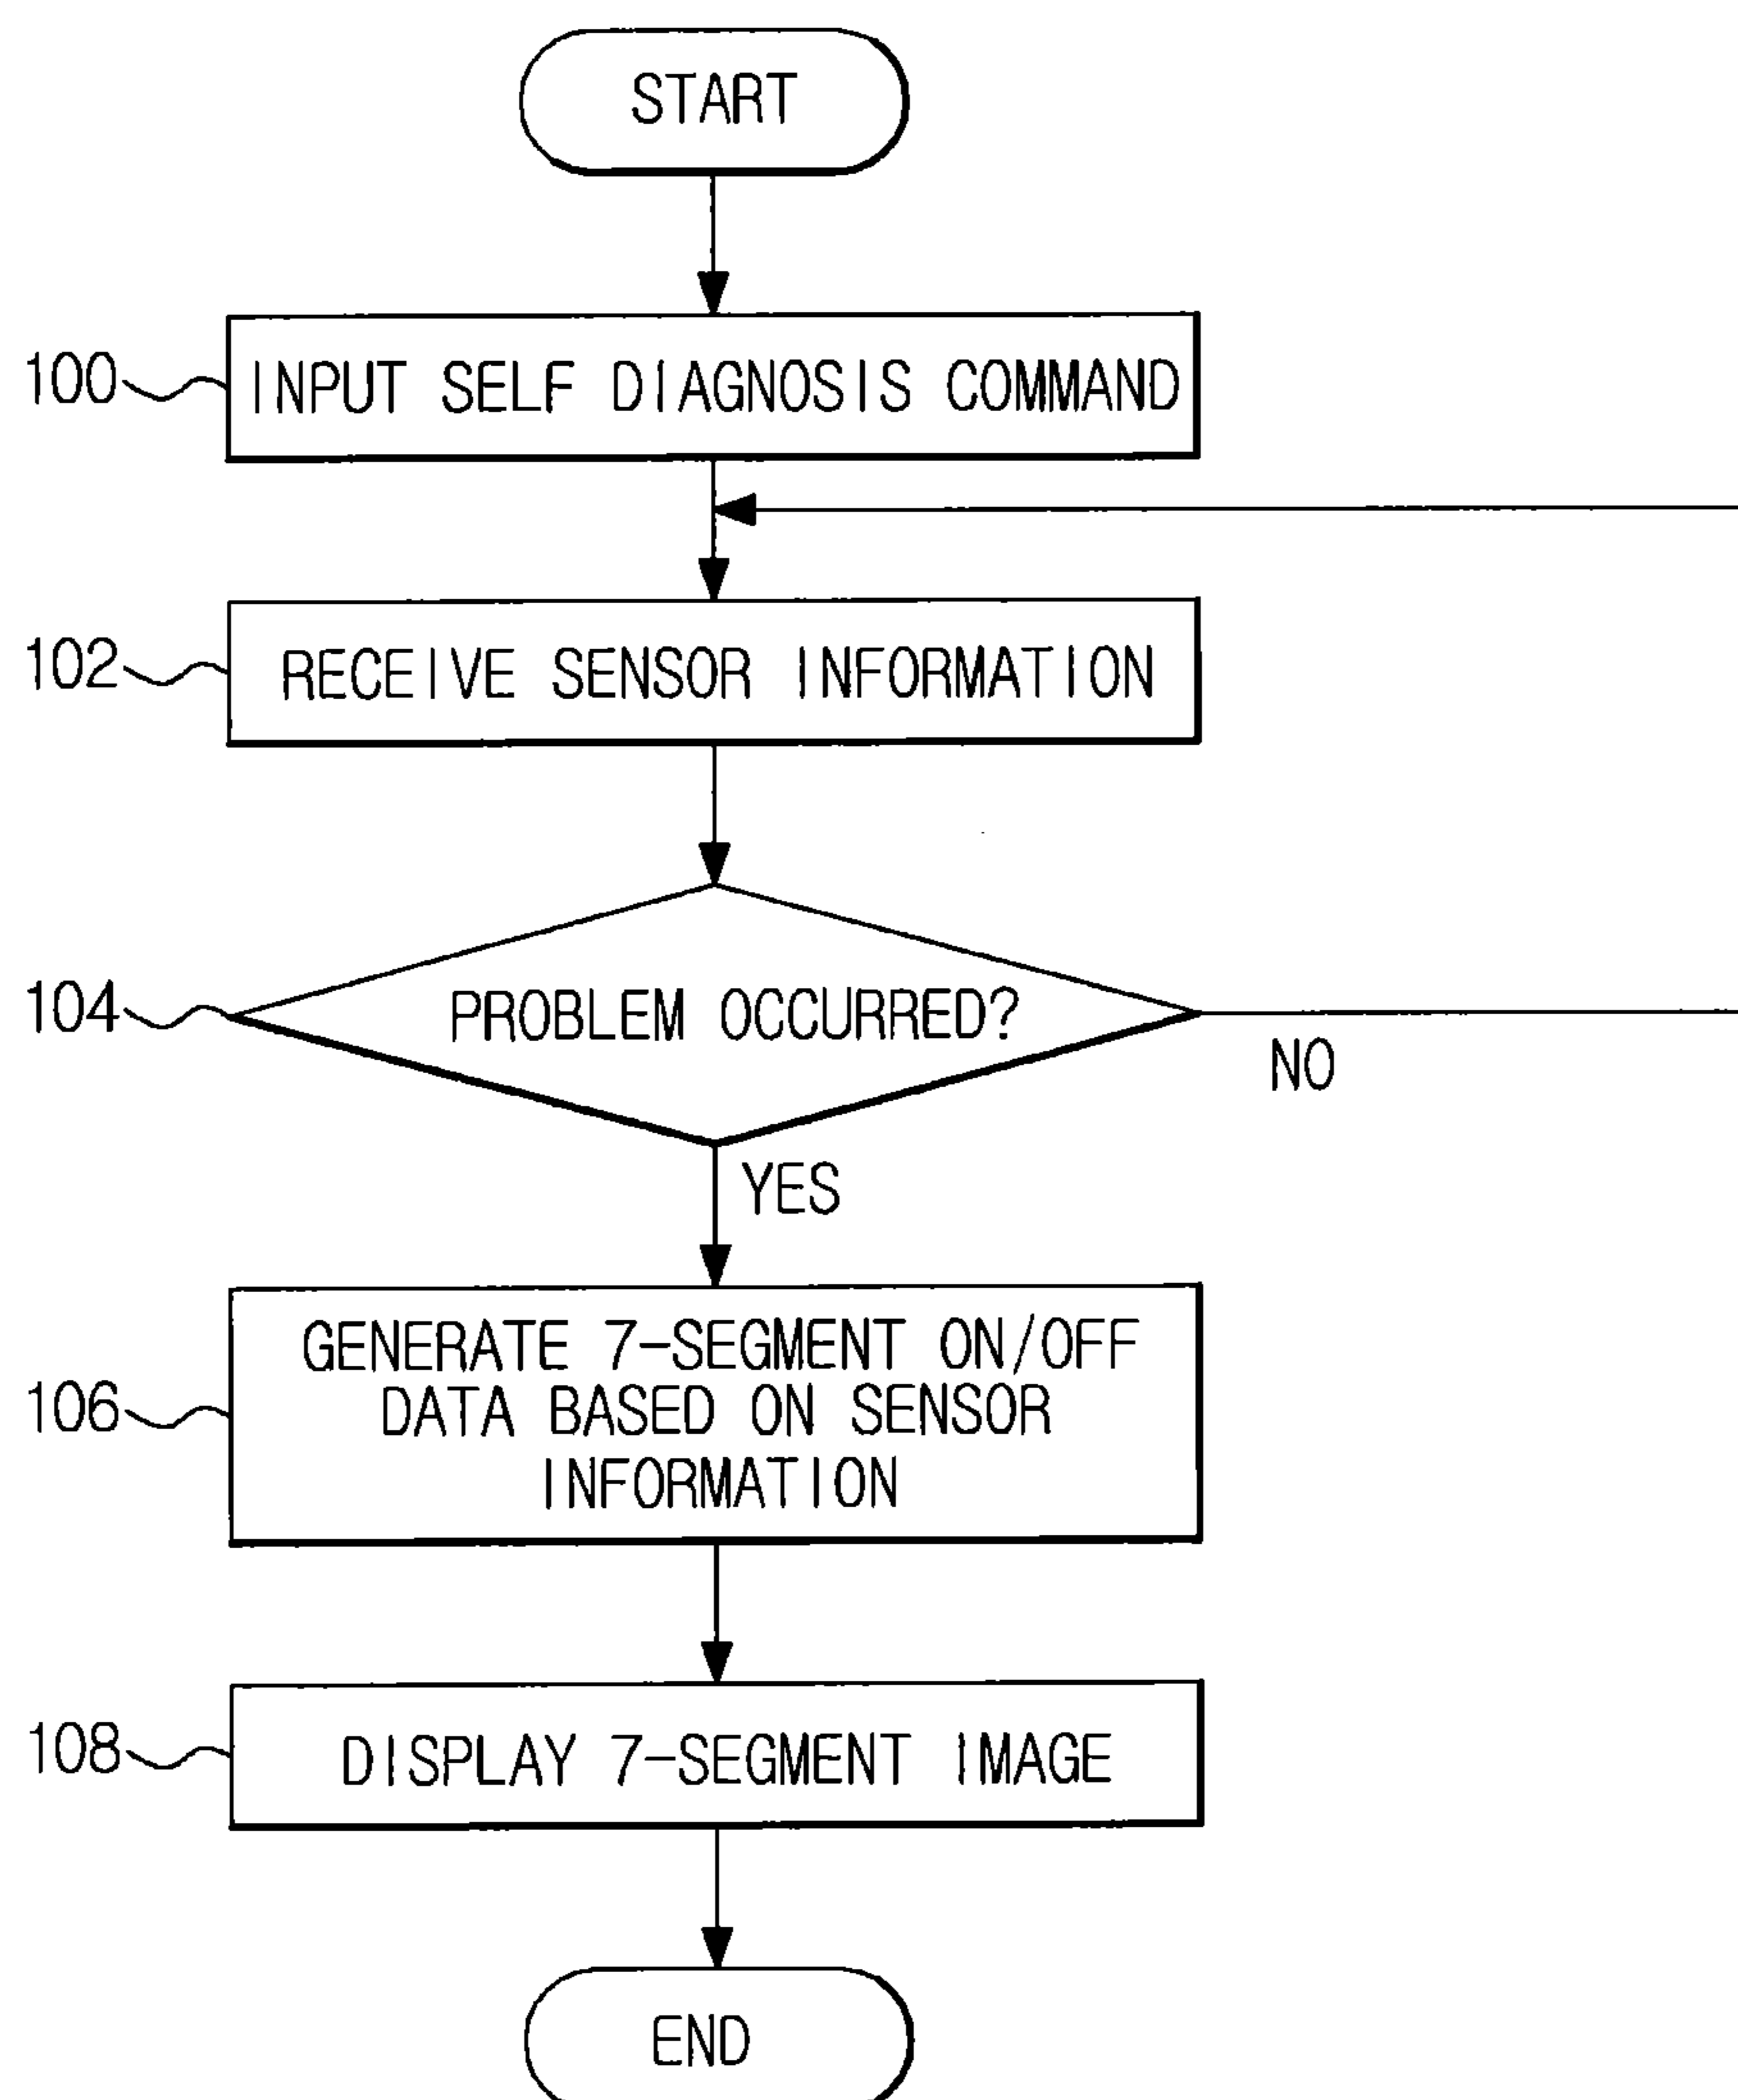 START
100
INPUT SELF DIAGNOSIS COMMAND
102
RECEIVE SENSOR INFORMATION
104
PROBLEM OCCURRED?
NO
YES
GENERATE 7-SEGMENT ON/OFF
106
DATA BASED ON SENSOR
INFORMATION
108
DISPLAY 7-SEGMENT IMAGE
END